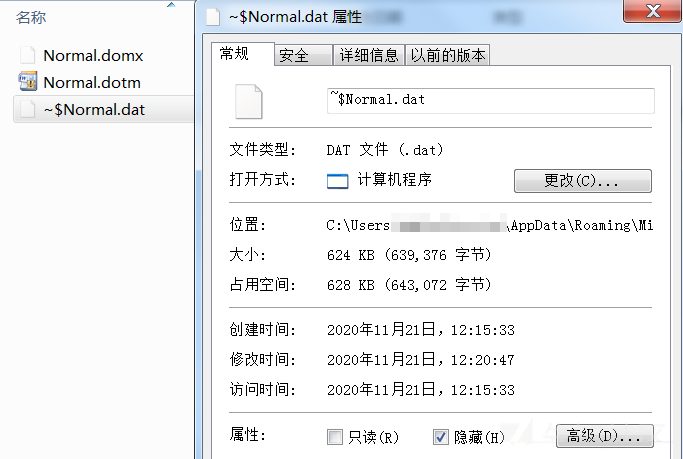 名称
Normal.domx
Normal.dotm
~$Normal.dat
~$Normal.dat 属性
常规
安全
详细信息
以前的版本
~$Normal.dat
文件类型: DAT 文件 (.dat)
打开方式: 计算机程序 更改(C)...
位置: C:\Users \AppData\Roaming\Mi
大小: 624 KB (639,376 字节)
占用空间: 628 KB (643,072 字节)
创建时间: 2020年11月21日，12:15:33
修改时间: 2020年11月21日，12:20:47
访问时间: 2020年11月21日，12:15:33
属性: 只读(R) 隐藏(H) 高级(D)...